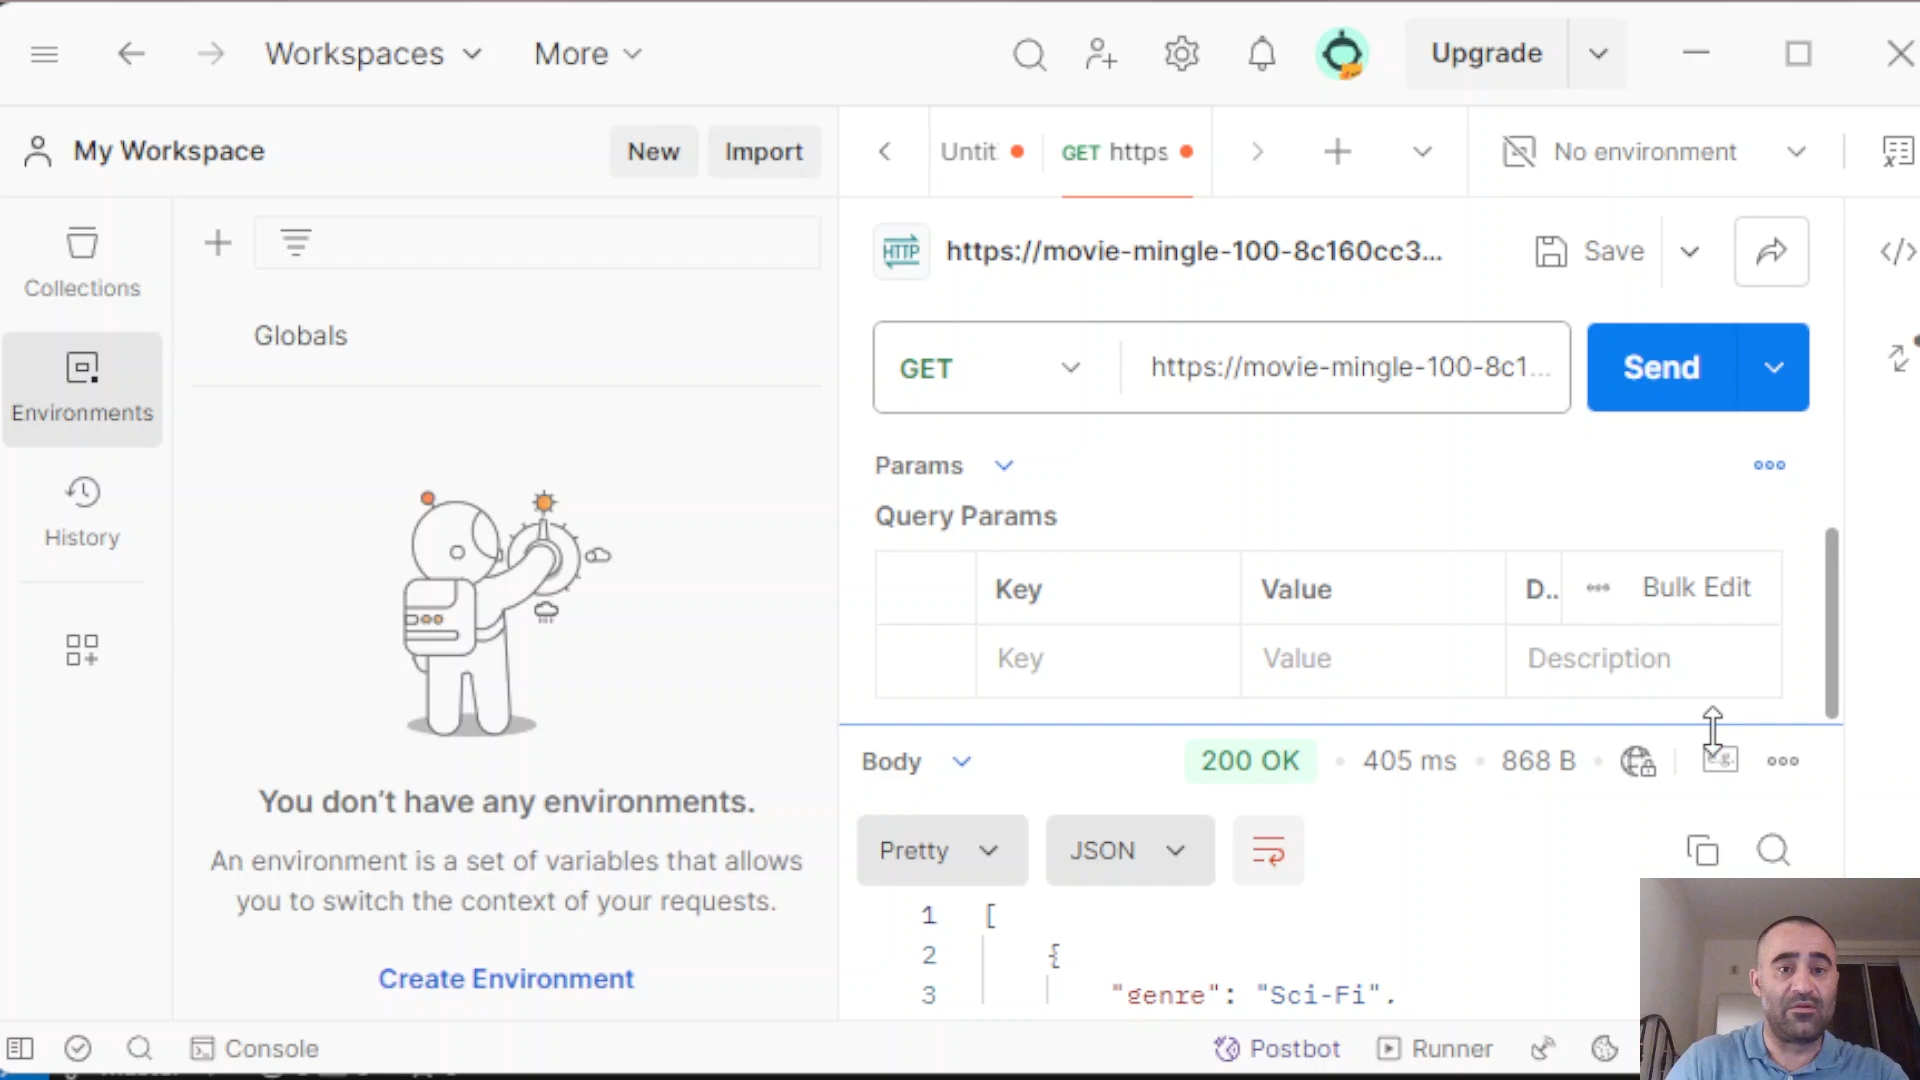 Workspaces
More
Upgrade
My Workspace
New
Import
Untit
GET https
No environment
Collections
HTTP
https://movie-mingle-100-8c160cc3...
Save
Globals
GET
https://movie-mingle-100-8c1...
Send
Environments
Params
Query Params
History
Key
Value
D..
Bulk Edit
Key
Value
Description
Body
200 OK
405 ms
868 B
e.g.
You don't have any environments.
An environment is a set of variables that allows
you to switch the context of your requests.
Create Environment
Pretty
JSON
1 [
2 {
3 "genre": "Sci-Fi",
Console
Postbot
Runner